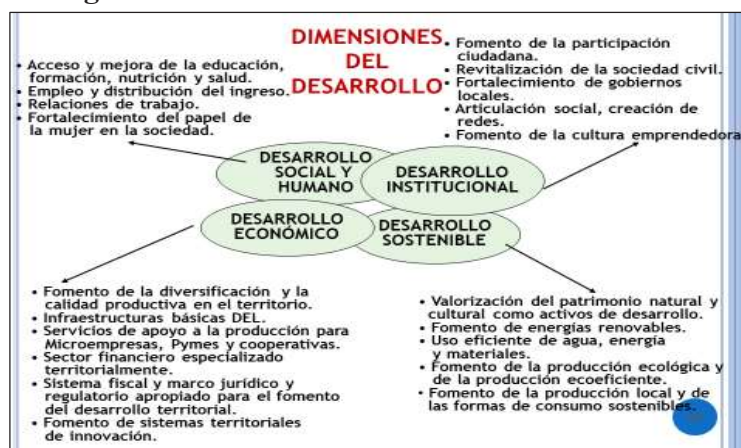 DIMENSIONES
DEL
DESARROLLO
• Acceso y mejora de la educación,
formación, nutrición y salud.
• Empleo y distribución del ingreso.
• Relaciones de trabajo.
• Fortalecimiento del papel de
la mujer en la sociedad.
• Fomento de la participación
ciudadana.
• Revitalización de la sociedad civil.
• Fortalecimiento de gobiernos
locales.
• Articulación social, creación de
redes.
• Fomento de la cultura emprendedora
DESARROLLO
SOCIAL Y
HUMANO
DESARROLLO
INSTITUCIONAL
DESARROLLO
ECONÓMICO
DESARROLLO
SOSTENIBLE
• Fomento de la diversificación y la
calidad productiva en el territorio.
• Infraestructuras básicas DEL.
• Servicios de apoyo a la producción para
Microempresas, Pymes y cooperativas.
• Sector financiero especializado
territorialmente.
• Sistema fiscal y marco jurídico y
regulatorio apropiado para el fomento
del desarrollo territorial.
• Fomento de sistemas territoriales
de innovación.
• Valorización del patrimonio natural y
cultural como activos de desarrollo.
• Fomento de energías renovables.
• Uso eficiente de agua, energía
y materiales.
• Fomento de la producción ecológica y
de la producción ecoeficiente.
• Fomento de la producción local y de
las formas de consumo sostenibles.